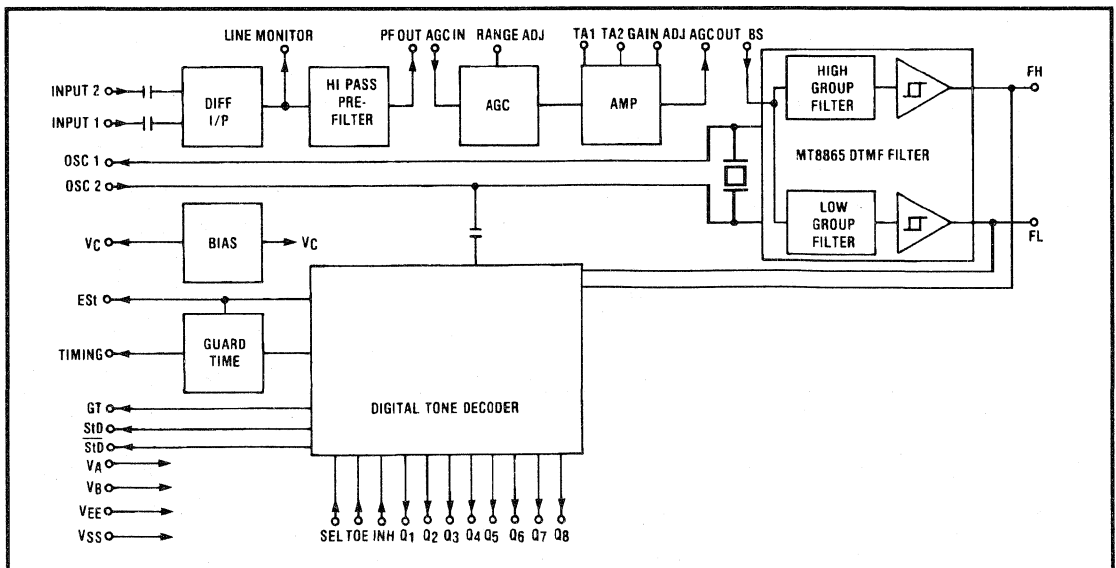 LINE MONITOR
PF OUT AGC IN RANGE ADJ
TA1 TA2 GAIN ADJ AGC OUT BS
INPUT 2
INPUT 1
DIFF
I/P
HI PASS
PRE-
FILTER
AGC
AMP
HIGH
GROUP
FILTER
FH
MT8865 DTMF FILTER
OSC 1
OSC 2
LOW
GROUP
FILTER
FL
VC
BIAS
VC
ESt
GUARD
TIME
TIMING
DIGITAL TONE DECODER
GT
StD
StD
VA
VB
VEE
VSS
SEL TOE INH Q1 Q2 Q3 Q4 Q5 Q6 Q7 Q8